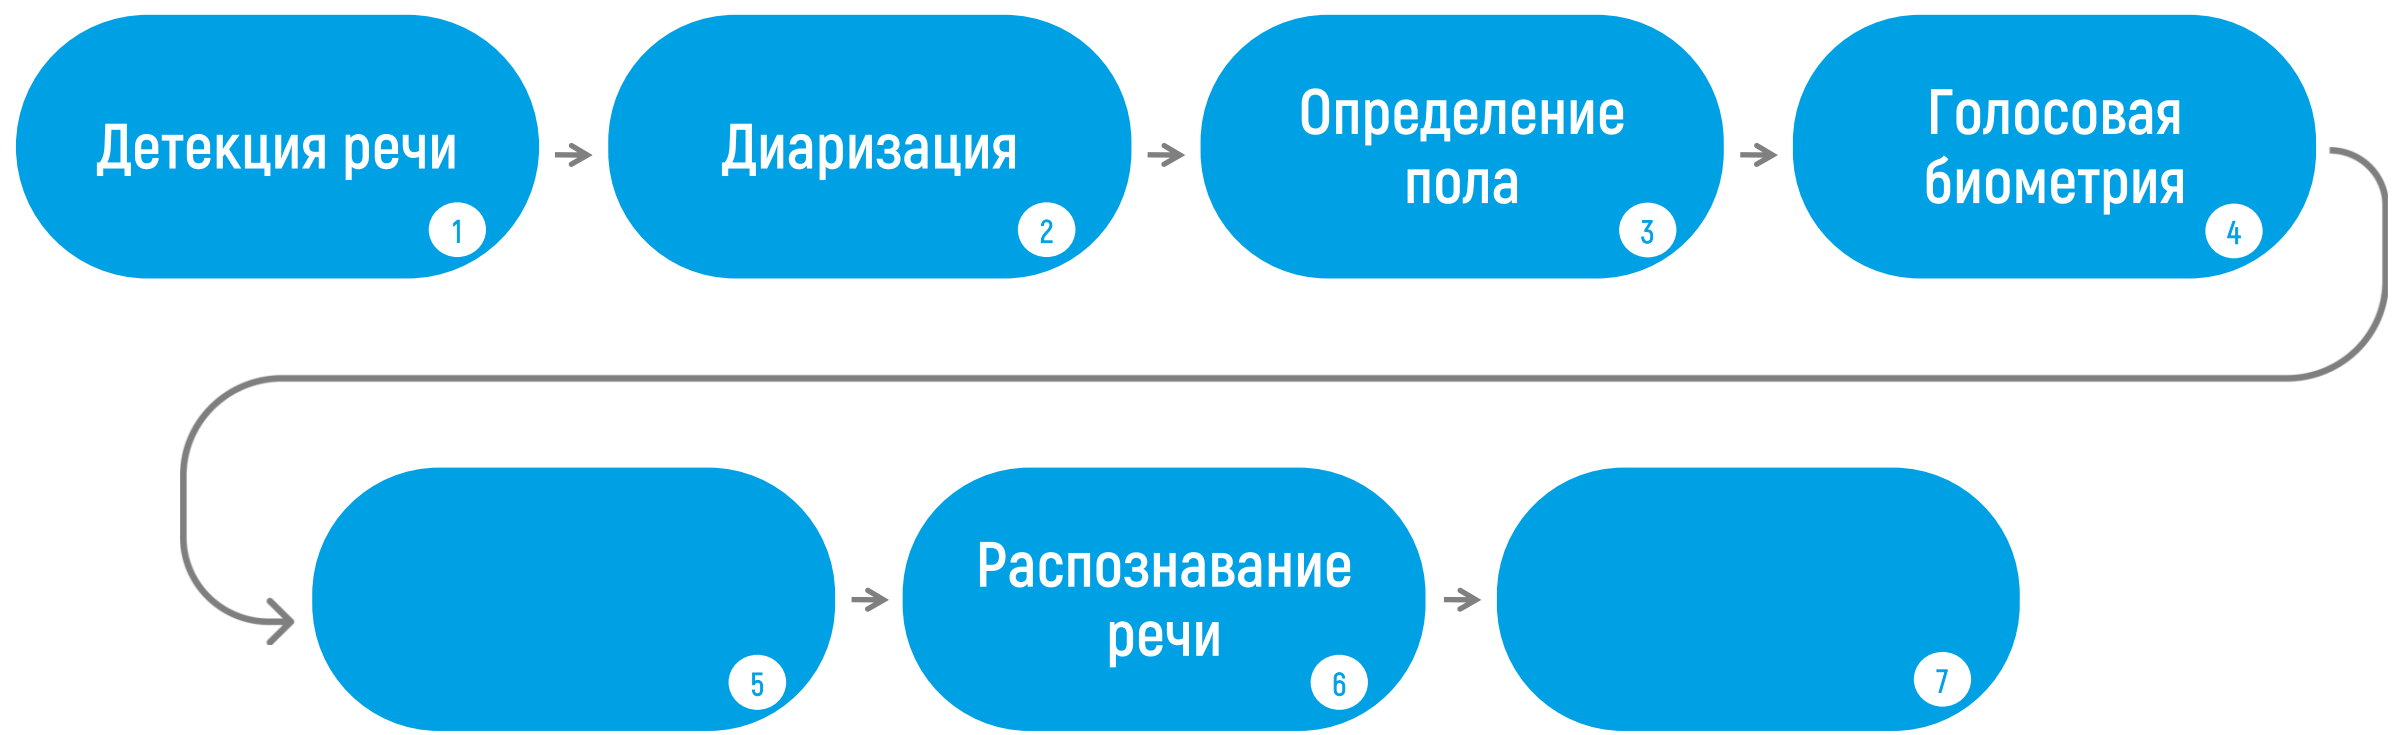 Детекция речи
1
Диаризация
2
Определение
пола
3
Голосовая
биометрия
4
5
Распознавание
речи
6
7